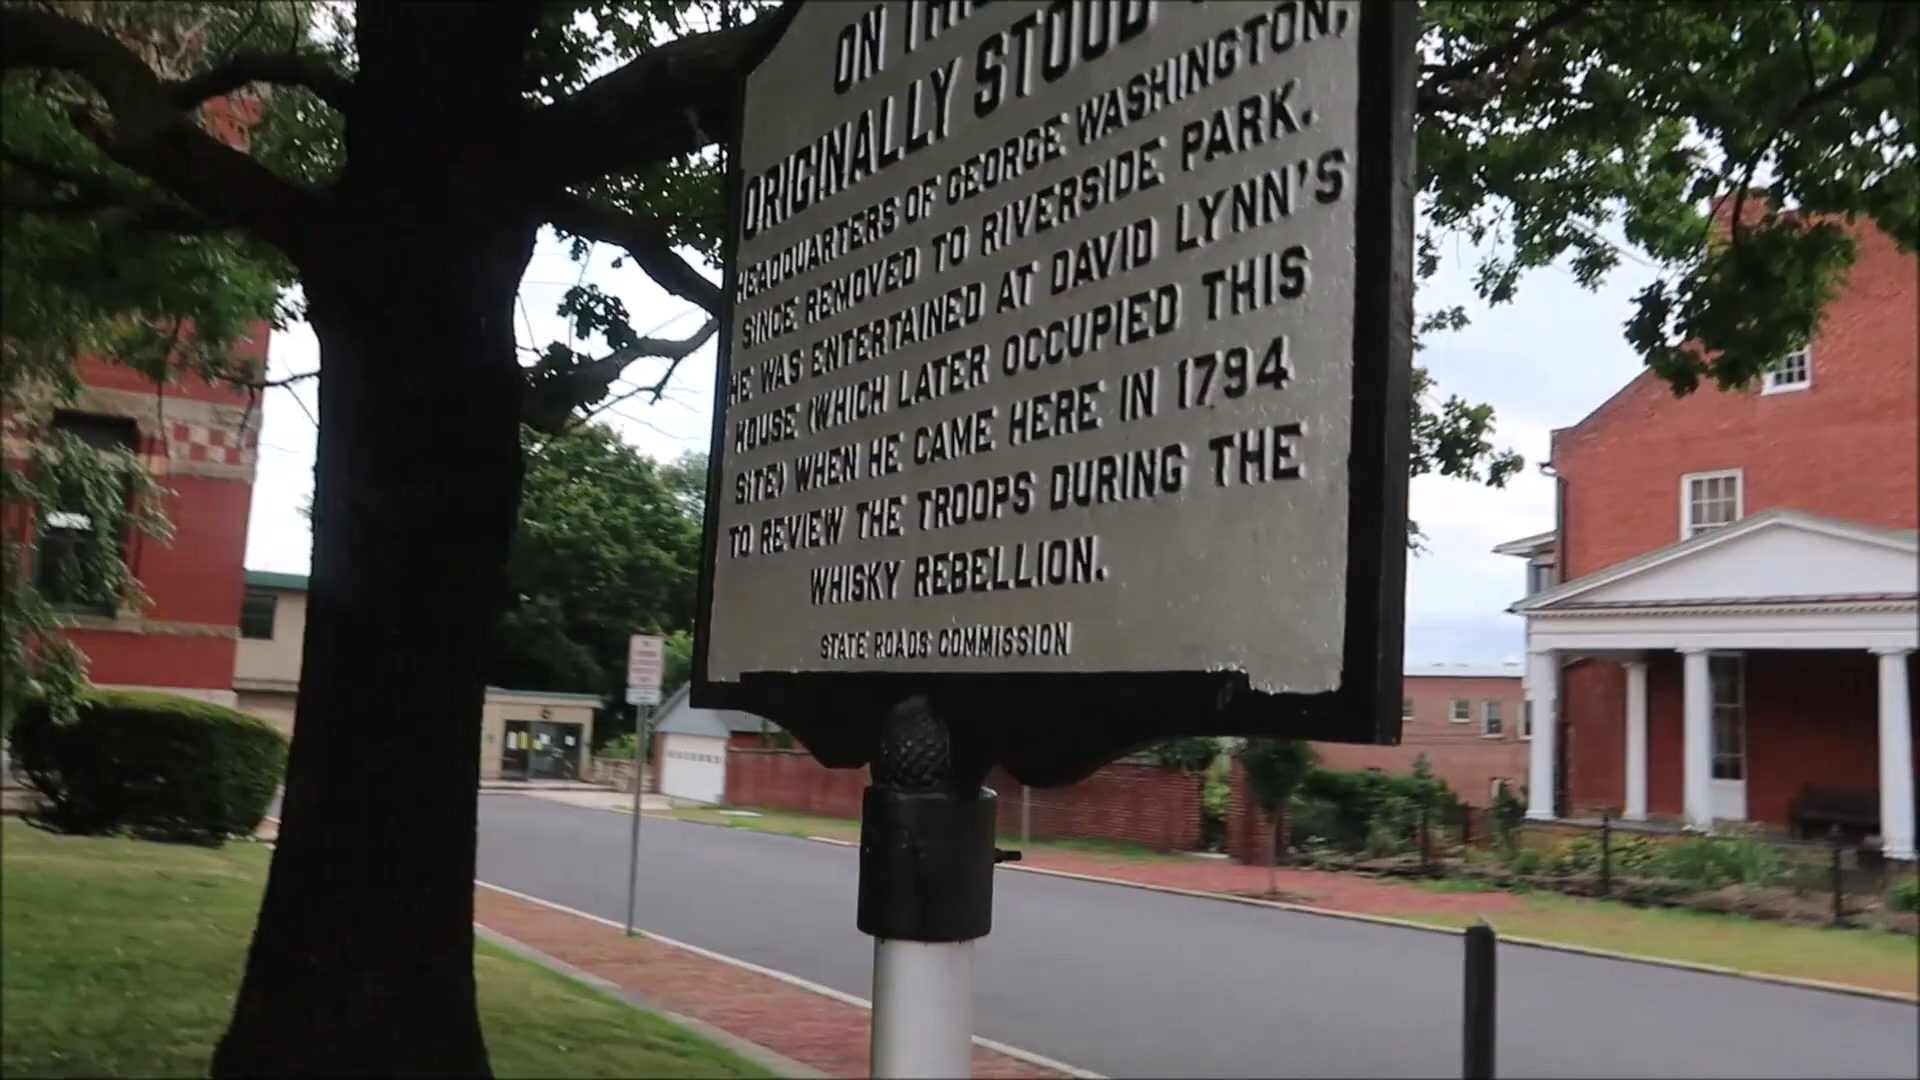 ON THIS
ORIGINALLY STOOD
HEADQUARTERS OF GEORGE WASHINGTON,
SINCE REMOVED TO RIVERSIDE PARK.
HE WAS ENTERTAINED AT DAVID LYNN'S
HOUSE (WHICH LATER OCCUPIED THIS
SITE) WHEN HE CAME HERE IN 1794
TO REVIEW THE TROOPS DURING THE
WHISKY REBELLION.
STATE ROADS COMMISSION